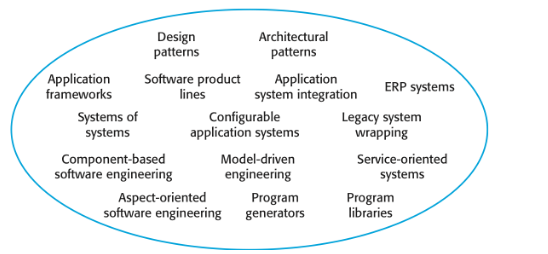 Design
patterns
Architectural
patterns
Application
frameworks
Software product
lines
Application
system integration
ERP systems
Systems of
systems
Configurable
application systems
Legacy system
wrapping
Component-based
software engineering
Model-driven
engineering
Service-oriented
systems
Aspect-oriented
software engineering
Program
generators
Program
libraries